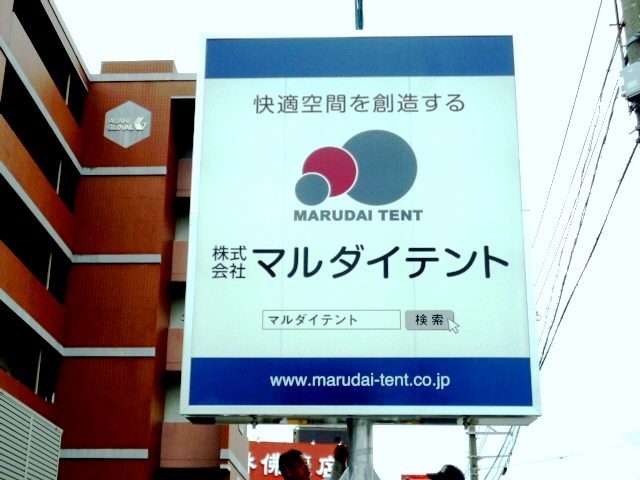 快適空間を創造する
MARUDAI TENT
株式会社 マルダイテント
マルダイテント 検索
www.marudai-tent.co.jp
ASAHI
GLOVAL